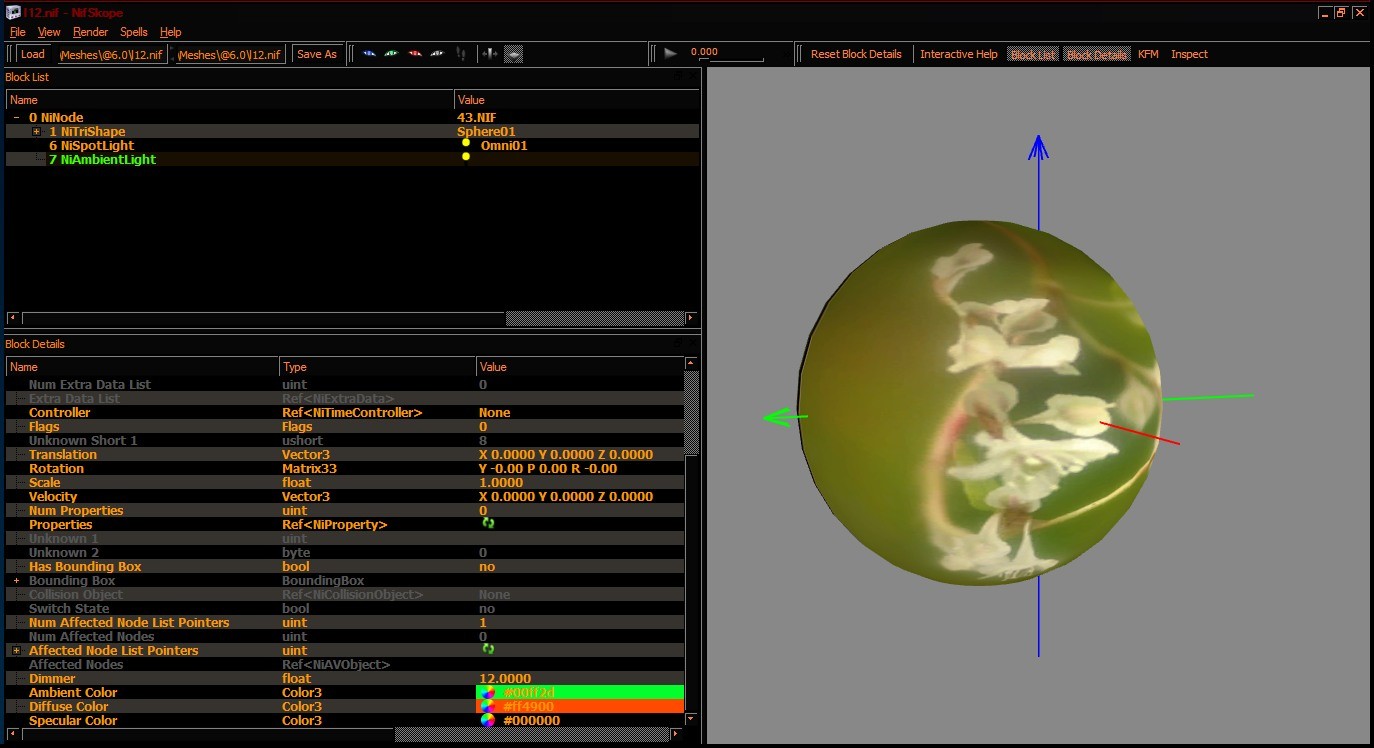 l12.nif - NifSkope
File View Render Spells Help
Load /Meshes\@6.0\l12.nif /Meshes\@6.0\l12.nif Save As 0.000 Reset Block Details Interactive Help Block List Block Details KFM Inspect
Block List
Name Value
0 NiNode 43.NIF
1 NiTriShape Sphere01
6 NiSpotLight Omni01
7 NiAmbientLight
Block Details
Name Type Value
Num Extra Data List uint 0
Extra Data List Ref<NiExtraData>
Controller Ref<NiTimeController> None
Flags Flags 0
Unknown Short 1 ushort 8
Translation Vector3 X 0.0000 Y 0.0000 Z 0.0000
Rotation Matrix33 Y -0.00 P 0.00 R -0.00
Scale float 1.0000
Velocity Vector3 X 0.0000 Y 0.0000 Z 0.0000
Num Properties uint 0
Properties Ref<NiProperty>
Unknown 1 uint
Unknown 2 byte 0
Has Bounding Box bool no
Bounding Box BoundingBox
Collision Object Ref<NiCollisionObject> None
Switch State bool no
Num Affected Node List Pointers uint 1
Num Affected Nodes uint 0
Affected Node List Pointers uint
Affected Nodes Ref<NiAVObject>
Dimmer float 12.0000
Ambient Color Color3 #00ff2d
Diffuse Color Color3 #ff4900
Specular Color Color3 #000000